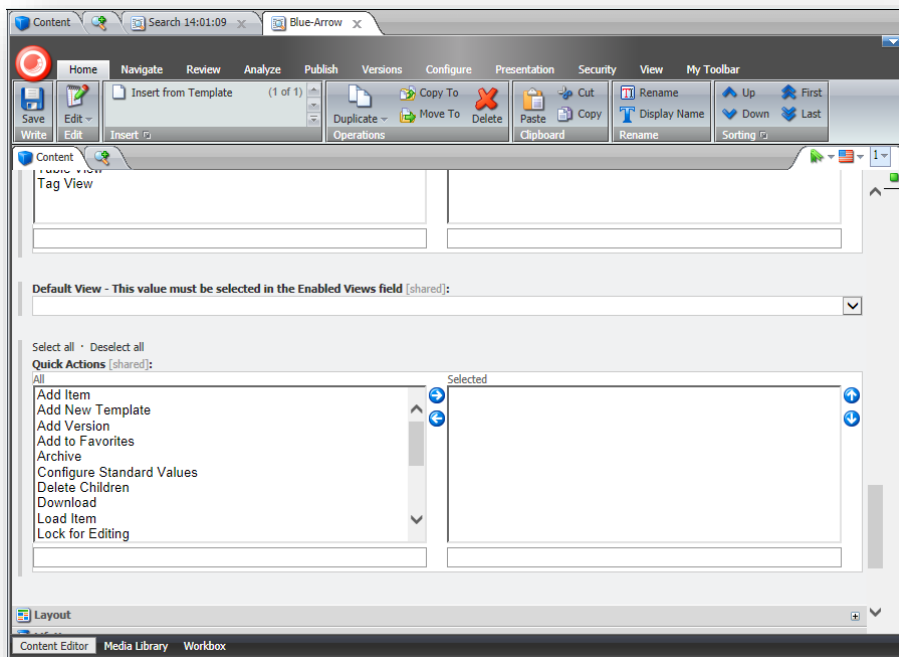 Content Search 14:01:09 Blue-Arrow
Home Navigate Review Analyze Publish Versions Configure Presentation Security View My Toolbar
Insert from Template (1 of 1) Copy To Cut Rename Up First
Save Edit Duplicate Move To Delete Paste Copy Display Name Down Last
Write Edit Insert Operations Clipboard Rename Sorting
Content 1
Table View
Tag View
Default View - This value must be selected in the Enabled Views field [shared]:
Select all · Deselect all
Quick Actions [shared]:
All Selected
Add Item
Add New Template
Add Version
Add to Favorites
Archive
Configure Standard Values
Delete Children
Download
Load Item
Lock for Editing
Layout
Content Editor Media Library Workbox